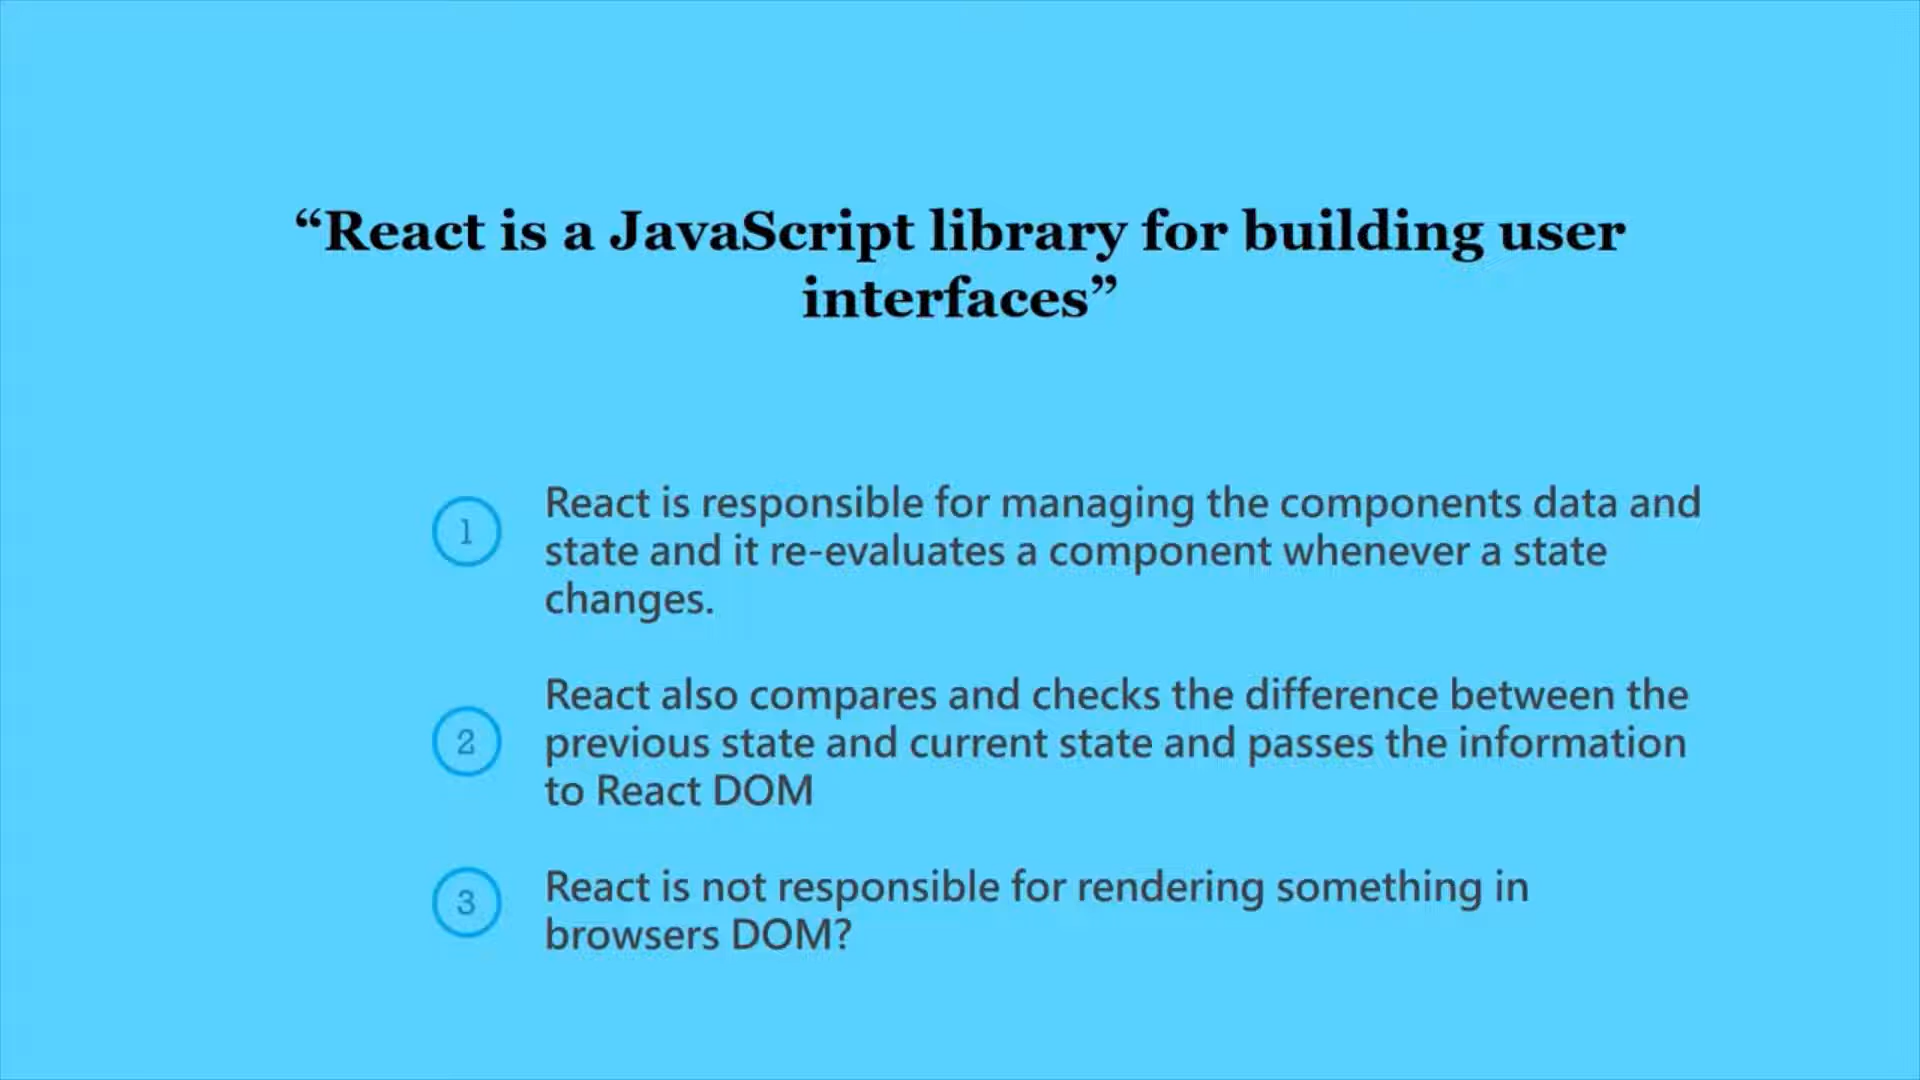 “React is a JavaScript library for building user
interfaces”
1
React is responsible for managing the components data and
state and it re-evaluates a component whenever a state
changes.
2
React also compares and checks the difference between the
previous state and current state and passes the information
to React DOM
3
React is not responsible for rendering something in
browsers DOM?